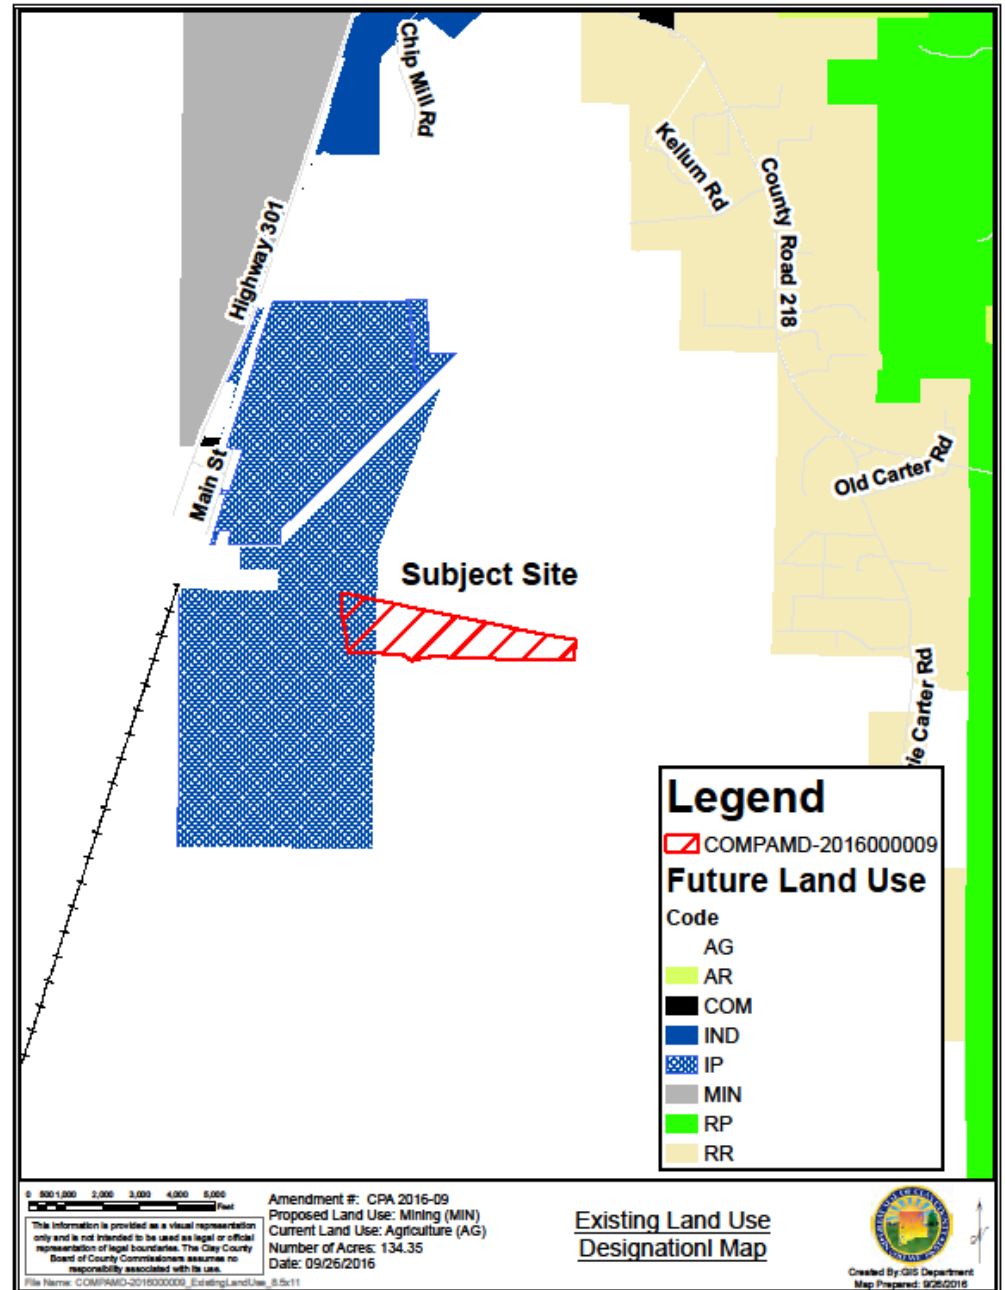 Chip Mill Rd
Kellum Rd
County Road 218
Highway 301
Main St
Old Carter Rd
Subject Site
ie Carter Rd
Legend
COMPAMD-2016000009
Future Land Use
Code
AG
AR
COM
IND
IP
MIN
RP
RR
0 500 1,000 2,000 3,000 4,000 5,000
Feet
This information is provided as a visual representation
only and is not intended to be used as legal or official
representation of legal boundaries. The Clay County
Board of County Commissioners assumes no
responsibility associated with its use.
File Name: COMPAMD-2016000009_ExistingLandUse_8.5x11
Amendment #: CPA 2016-09
Proposed Land Use: Mining (MIN)
Current Land Use: Agriculture (AG)
Number of Acres: 134.35
Date: 09/26/2016
Existing Land Use
Designationl Map
N
Created By:GIS Department
Map Prepared: 9/26/2016